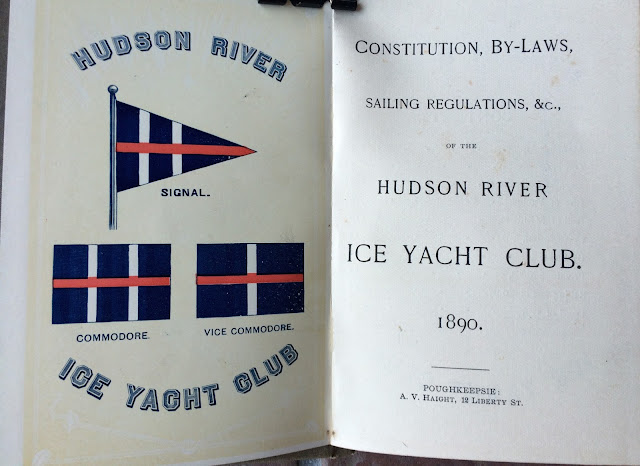 HUDSON RIVER
SIGNAL.
COMMODORE.
VICE COMMODORE.
ICE YACHT CLUB
CONSTITUTION, BY-LAWS,
SAILING REGULATIONS, &c.,
OF THE
HUDSON RIVER
ICE YACHT CLUB.
1890.
POUGHKEEPSIE:
A. V. HAIGHT, 12 LIBERTY ST.